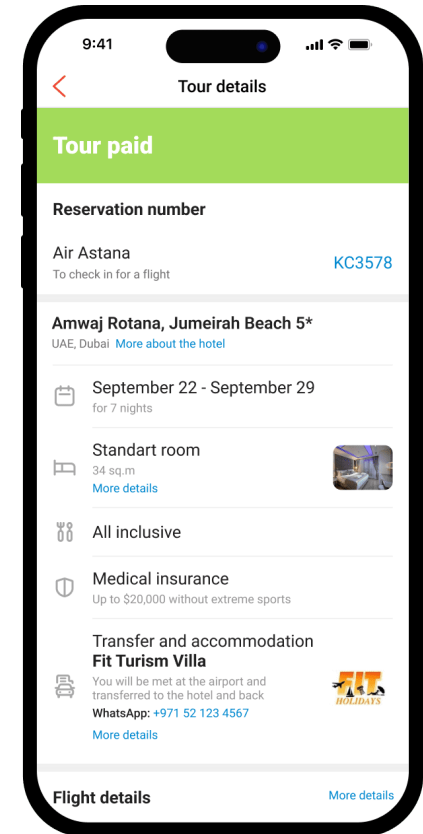 9:41
Tour details
Tour paid
Reservation number
Air Astana
KC3578
To check in for a flight
Amwaj Rotana, Jumeirah Beach 5*
UAE, Dubai More about the hotel
September 22 - September 29
for 7 nights
Standart room
34 sq.m
More details
All inclusive
Medical insurance
Up to $20,000 without extreme sports
Transfer and accommodation
Fit Turism Villa
You will be met at the airport and
transferred to the hotel and back
WhatsApp: +971 52 123 4567
More details
FIT
HOLIDAYS
Flight details
More details